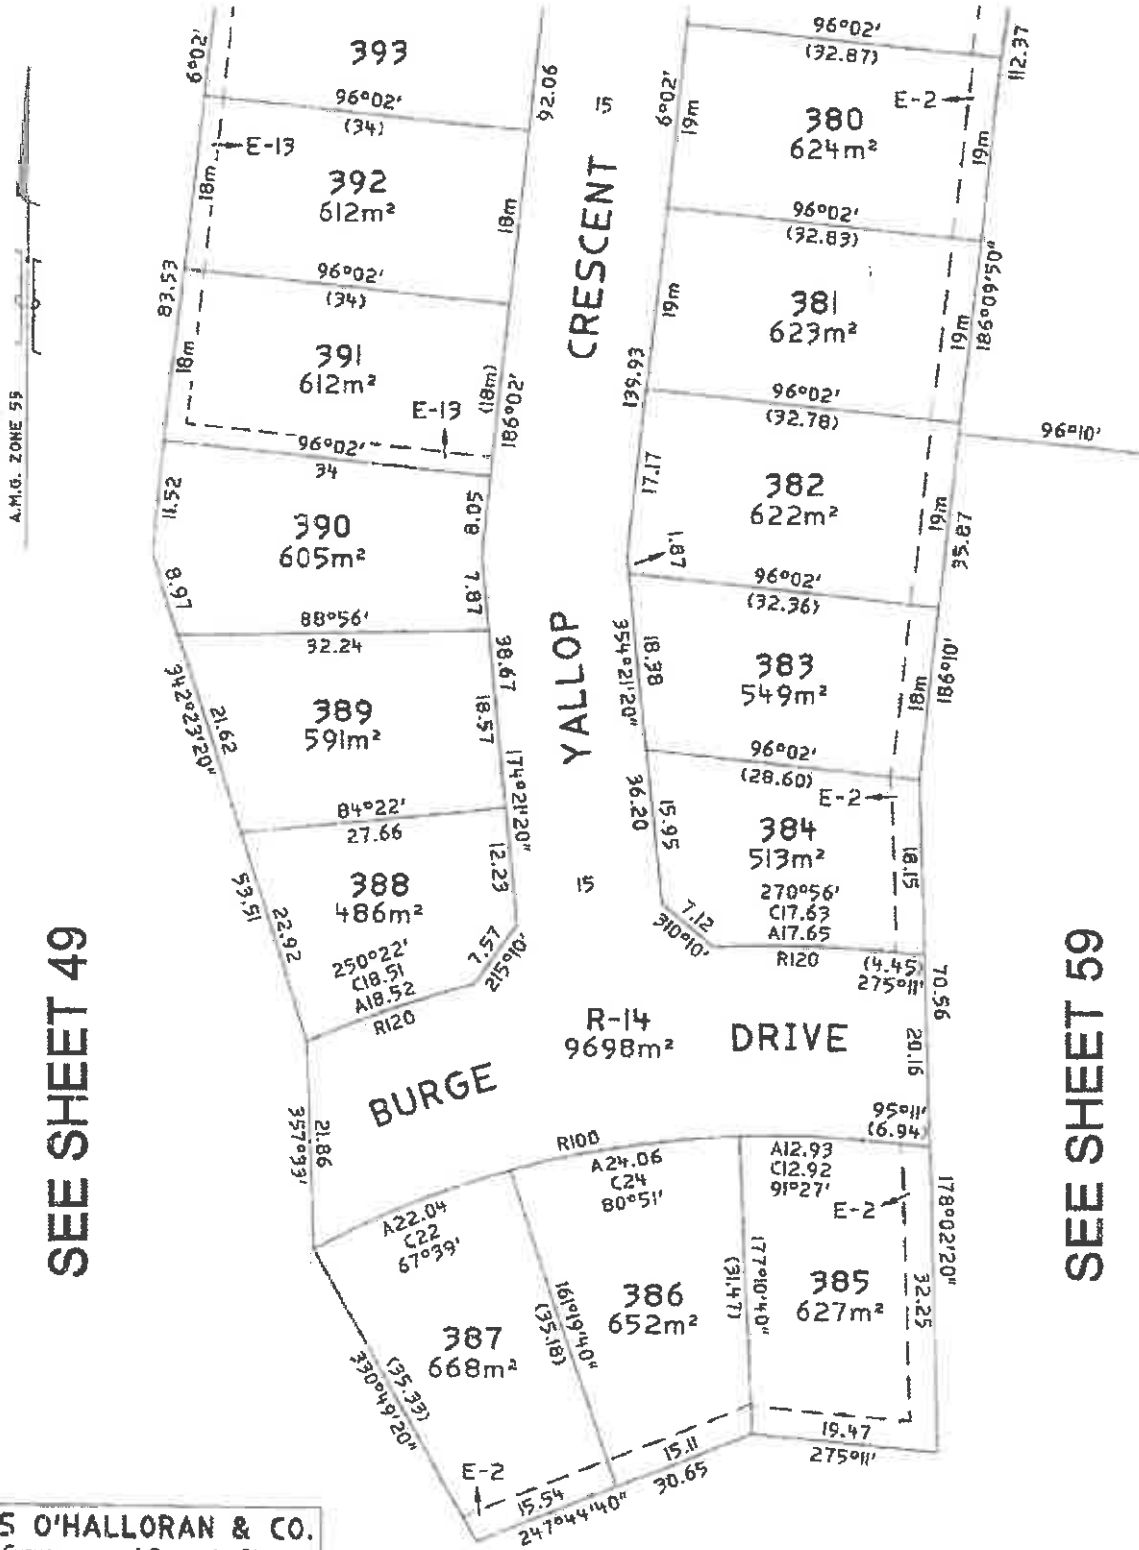 A.M.G. ZONE 55
6°02'
393
96°02'
(34)
E-13
18m
392
612m²
18m
92.06
83.53
96°02'
(34)
18m
391
612m²
(18m)
186°02'
E-13
96°02'
34
11.52
390
605m²
8.05
8.97
7.87
88°56'
32.24
342°23'20"
21.62
389
591m²
38.67
18.57
174°21'20"
84°22'
27.66
53.51
22.92
388
486m²
12.23
250°22'
C18.51
A18.52
R120
7.57
215°10'
15
CRESCENT
YALLOP
15
96°02'
(32.87)
112.37
6°02'
19m
E-2
380
624m²
19m
96°02'
(32.83)
19m
381
623m²
19m
186°09'50"
139.93
96°02'
(32.78)
96°10'
17.17
382
622m²
19m
35.87
1.87
96°02'
(32.36)
354°21'20"
18.38
383
549m²
18m
186°10'
96°02'
(28.60)
E-2
36.20
15.95
384
513m²
18.15
270°56'
C17.63
A17.65
R120
7.12
310°10'
(4.45)
275°11'
70.56
20.16
R-14
9698m²
BURGE
DRIVE
SEE SHEET 49
SEE SHEET 59
357°33'
21.86
R100
95°11'
(6.94)
A22.04
C22
67°39'
A24.06
C24
80°51'
A12.93
C12.92
91°27'
E-2
178°02'20"
32.25
385
627m²
177°10'40"
(31.47)
386
652m²
161°19'40"
(35.18)
387
668m²
(35.33)
330°49'20"
E-2
15.54
15.11
30.65
247°44'40"
19.47
275°11'
S O'HALLORAN & CO.